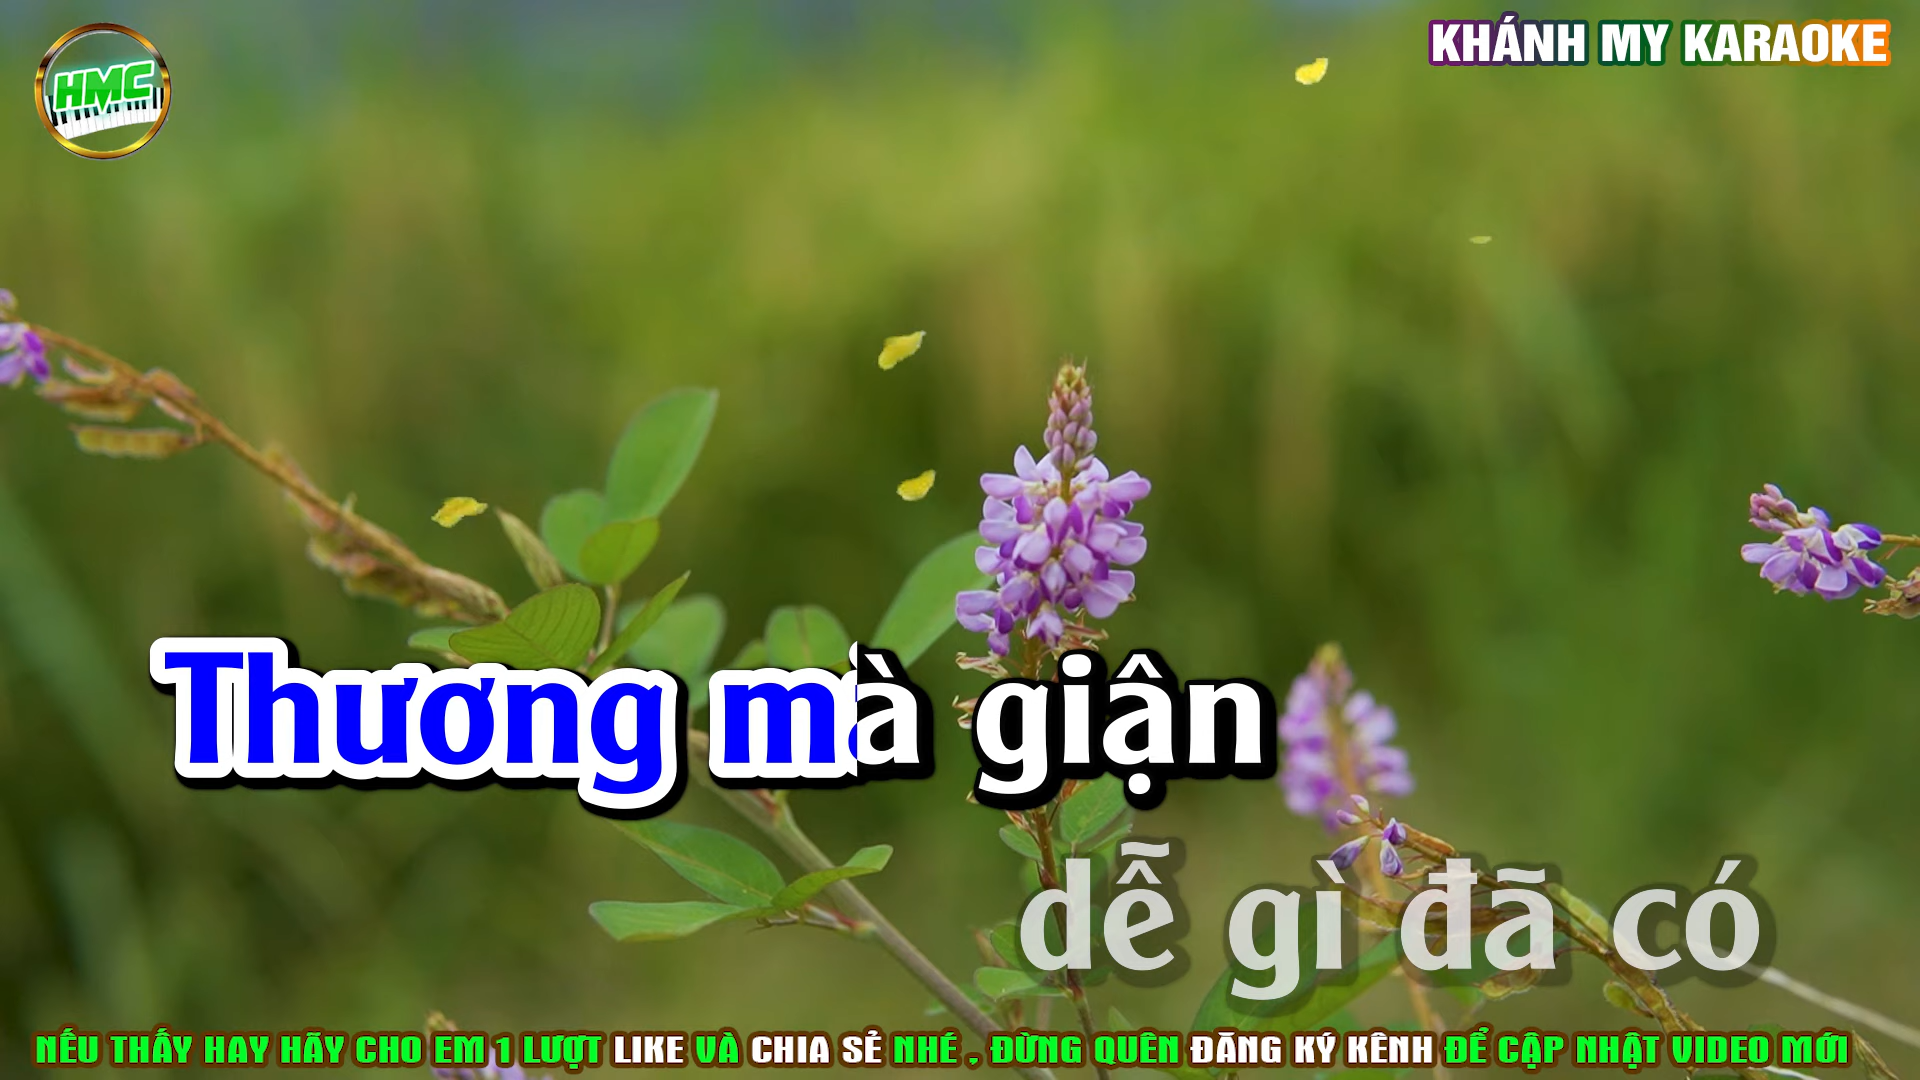 KHÁNH MY KARAOKE
HMC
Thương mà giận
dễ gì đã có
NẾU THẤY HAY HÃY CHO EM 1 LƯỢT LIKE VÀ CHIA SẺ NHÉ , ĐỪNG QUÊN ĐĂNG KÝ KÊNH ĐỂ CẬP NHẬT VIDEO MỚI